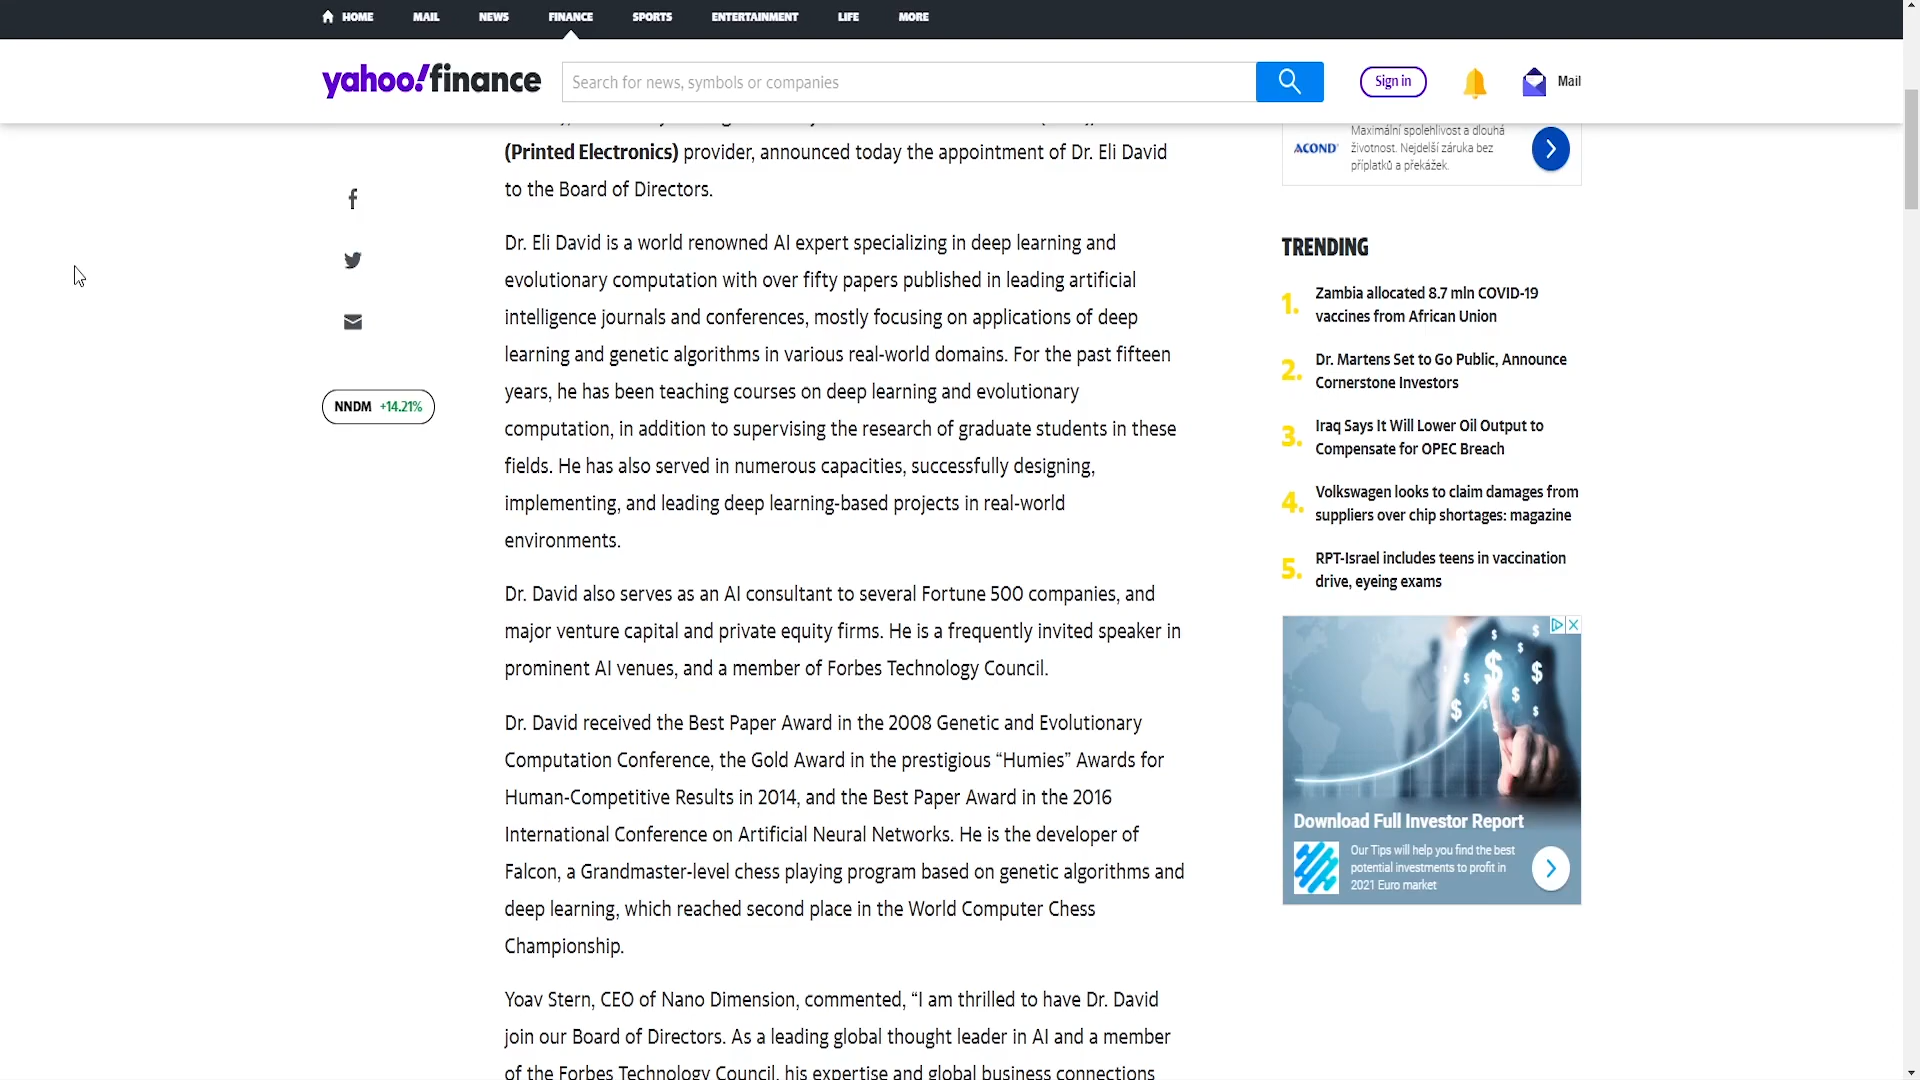 HOME MAIL NEWS FINANCE SPORTS ENTERTAINMENT LIFE MORE
yahoo!finance
Search for news, symbols or companies
Sign in
Mail
(Printed Electronics) provider, announced today the appointment of Dr. Eli David
to the Board of Directors.
Dr. Eli David is a world renowned AI expert specializing in deep learning and
evolutionary computation with over fifty papers published in leading artificial
intelligence journals and conferences, mostly focusing on applications of deep
learning and genetic algorithms in various real-world domains. For the past fifteen
years, he has been teaching courses on deep learning and evolutionary
computation, in addition to supervising the research of graduate students in these
fields. He has also served in numerous capacities, successfully designing,
implementing, and leading deep learning-based projects in real-world
environments.
Dr. David also serves as an AI consultant to several Fortune 500 companies, and
major venture capital and private equity firms. He is a frequently invited speaker in
prominent AI venues, and a member of Forbes Technology Council.
Dr. David received the Best Paper Award in the 2008 Genetic and Evolutionary
Computation Conference, the Gold Award in the prestigious “Humies” Awards for
Human-Competitive Results in 2014, and the Best Paper Award in the 2016
International Conference on Artificial Neural Networks. He is the developer of
Falcon, a Grandmaster-level chess playing program based on genetic algorithms and
deep learning, which reached second place in the World Computer Chess
Championship.
Yoav Stern, CEO of Nano Dimension, commented, “I am thrilled to have Dr. David
join our Board of Directors. As a leading global thought leader in AI and a member
of the Forbes Technology Council, his expertise and global business connections
NNDM +14.21%
ACOND
Maximální spolehlivost a dlouhá
životnost. Nejdelší záruka bez
příplatků a překážek.
TRENDING
1. Zambia allocated 8.7 mln COVID-19
vaccines from African Union
2. Dr. Martens Set to Go Public, Announce
Cornerstone Investors
3. Iraq Says It Will Lower Oil Output to
Compensate for OPEC Breach
4. Volkswagen looks to claim damages from
suppliers over chip shortages: magazine
5. RPT-Israel includes teens in vaccination
drive, eyeing exams
Download Full Investor Report
Our Tips will help you find the best
potential investments to profit in
2021 Euro market